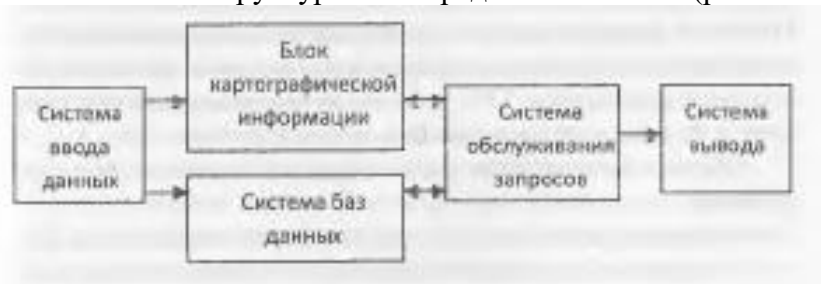 Блок
картографической
информации
Система
ввода
данных
Система баз
данных
Система
обслуживания
запросов
Система
вывода